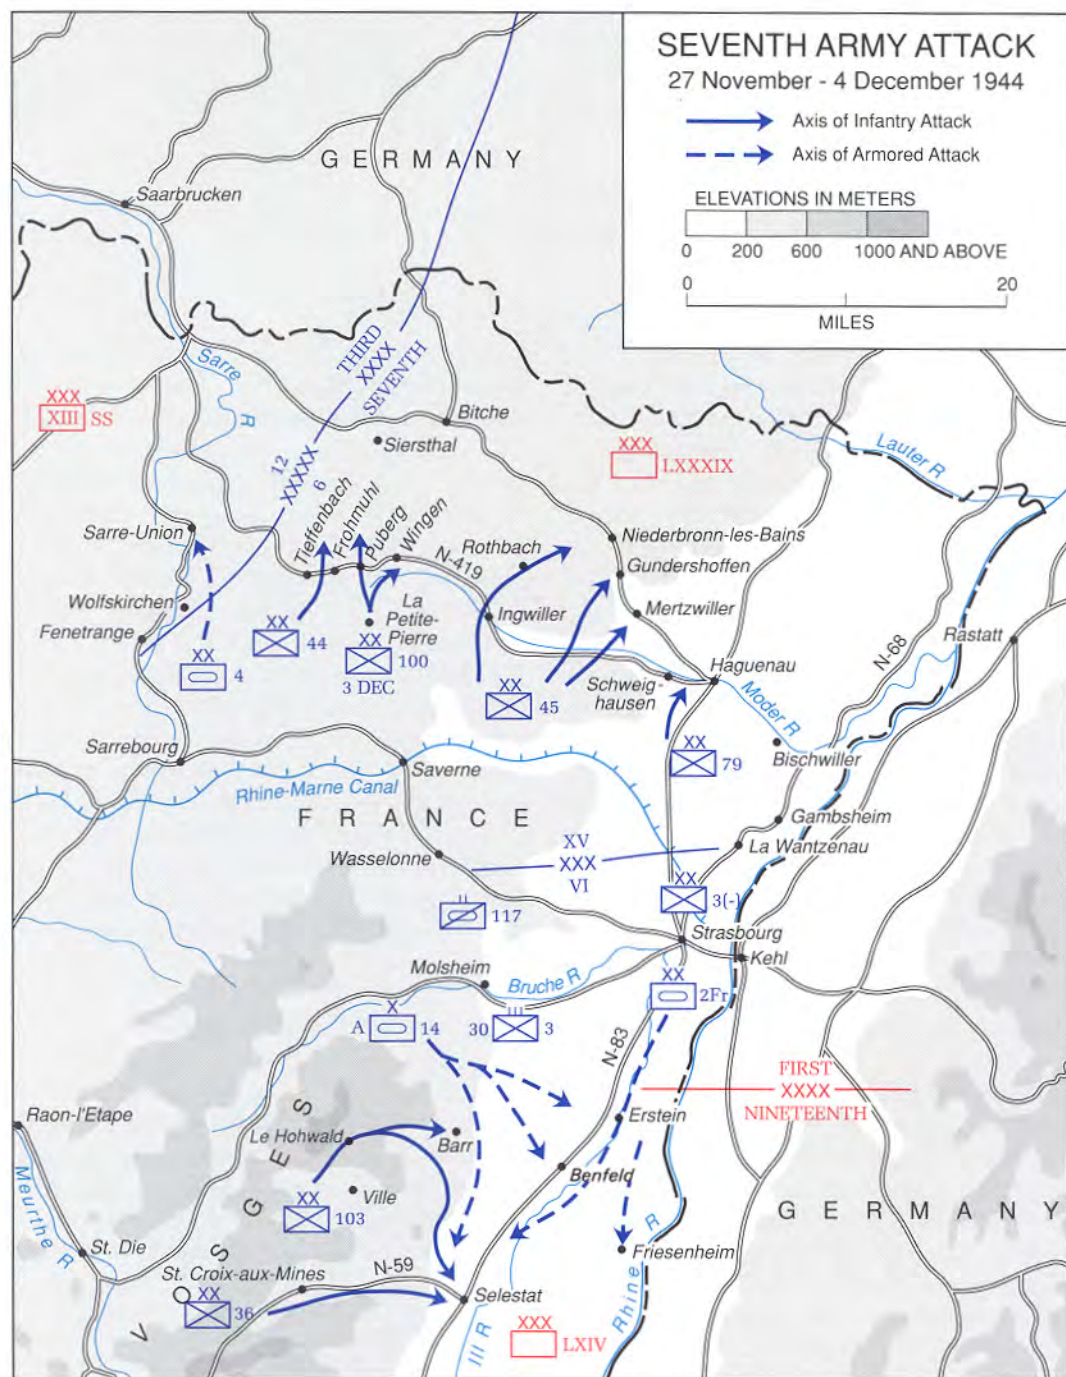 SEVENTH ARMY ATTACK
27 November - 4 December 1944
Axis of Infantry Attack
Axis of Armored Attack
ELEVATIONS IN METERS
0 200 600 1000 AND ABOVE
0 20
MILES
GERMANY
Saarbrucken
THIRD
XXXX
SEVENTH
Sarre R
XXX
XIII SS
Bitche
Siersthal
XXX
LXXXIX
Lauter R
12
XXXXX
6
Sarre-Union
Tieffenbach
Frohmuhl
Puberg
Wingen
N-419
Rothbach
Niederbronn-les-Bains
Gundershoffen
Wolfskirchen
Fenetrange
La
Petite-
Pierre
Ingwiller
Mertzwiller
N-68
Rastatt
XX
4
XX
44
XX
100
3 DEC
XX
45
Schweig-
hausen
Haguenau
Moder R
Sarrebourg
Saverne
XX
79
Bischwiller
Rhine-Marne Canal
FRANCE
Gambsheim
XV
XXX
VI
La Wantzenau
Wasselonne
XX
3(-)
II
117
Strasbourg
Kehl
Molsheim
Bruche R
XX
2Fr
X
A 14
III
30 3
N-83
FIRST
XXXX
NINETEENTH
Raon-l'Etape
Erstein
Le Hohwald
Barr
Benfeld
VOSGES
Ville
XX
103
GERMANY
Meurthe R
St. Die
Friesenheim
St. Croix-aux-Mines
N-59
Rhine R
XX
36
Selestat
Ill R
XXX
LXIV